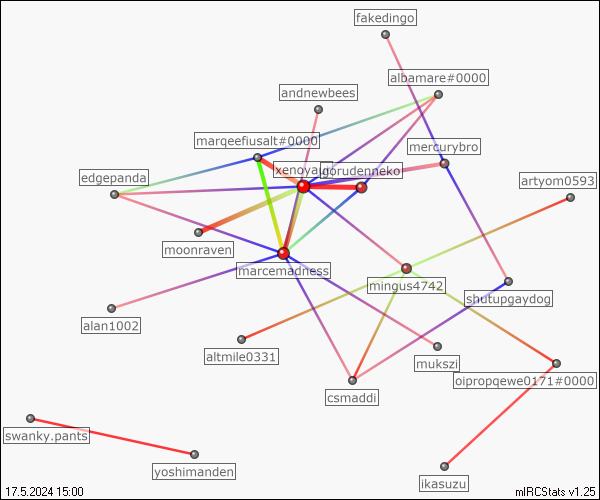 fakedingo
albamare#0000
andnewbees
marqeefiusalt#0000
mercurybro
edgepanda
gorudenneko
artyom0593
moonraven
marcemadness
mingus4742
shutupgaydog
alan1002
altmile0331
mukszi
oipropqewe0171#0000
csmaddi
swanky.pants
yoshimanden
ikasuzu
17.5.2024 15:00
mIRCStats v1.25